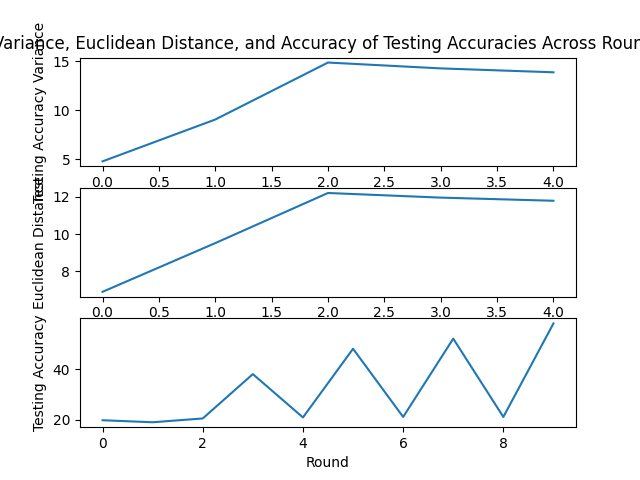 Variance, Euclidean Distance, and Accuracy of Testing Accuracies Across Roun
Testing Accuracy Variance
15
10
5
0.0 0.5 1.0 1.5 2.0 2.5 3.0 3.5 4.0
Euclidean Distance
12
10
8
0.0 0.5 1.0 1.5 2.0 2.5 3.0 3.5 4.0
Testing Accuracy
40
20
0 2 4 6 8
Round